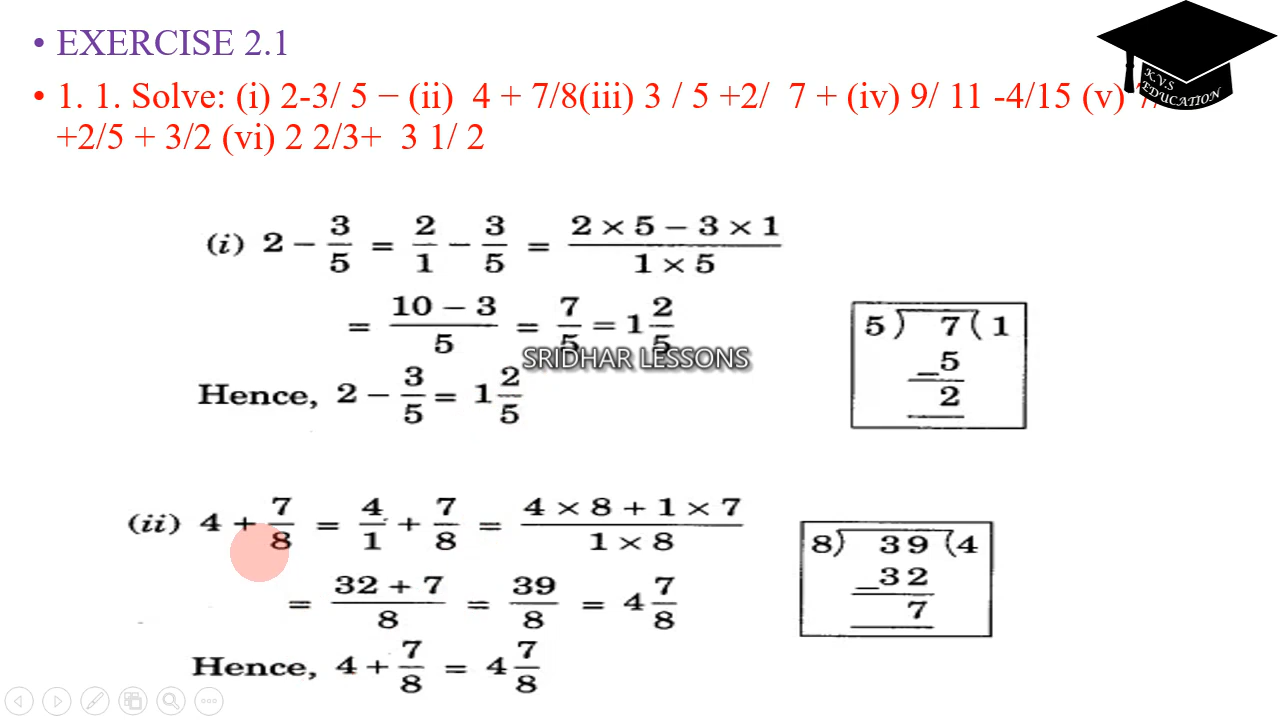 • EXERCISE 2.1
• 1. 1. Solve: (i) 2-3/ 5 − (ii) 4 + 7/8(iii) 3 / 5 +2/ 7 + (iv) 9/ 11 -4/15 (v)
+2/5 + 3/2 (vi) 2 2/3+ 3 1/ 2
K.V.S
EDUCATION
(i) 2 − 3/5 = 2/1 − 3/5 = (2 × 5 − 3 × 1)/(1 × 5)
= (10 − 3)/5 = 7/5 = 1 2/5
SRIDHAR LESSONS
Hence, 2 − 3/5 = 1 2/5
5) 7 (1
−5
2
(ii) 4 + 7/8 = 4/1 + 7/8 = (4 × 8 + 1 × 7)/(1 × 8)
= (32 + 7)/8 = 39/8 = 4 7/8
Hence, 4 + 7/8 = 4 7/8
8) 39 (4
−32
7